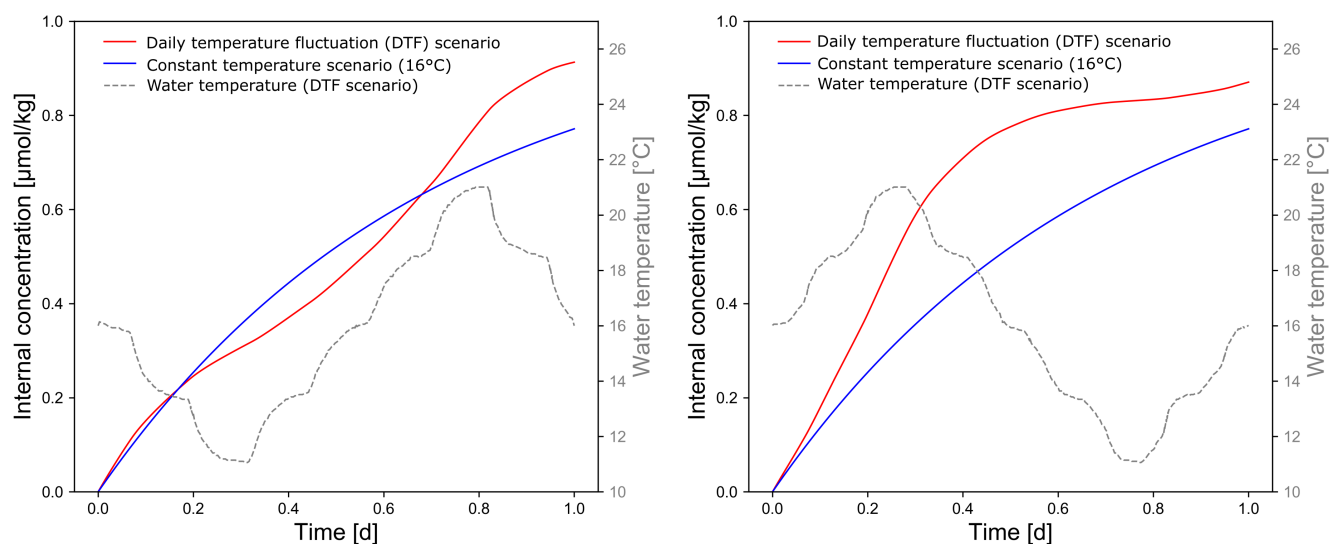 1.0
0.8
0.6
0.4
0.2
0.0
Internal concentration [µmol/kg]
Daily temperature fluctuation (DTF) scenario
Constant temperature scenario (16°C)
Water temperature (DTF scenario)
26
24
22
20
18
16
14
12
10
Water temperature [°C]
0.0 0.2 0.4 0.6 0.8 1.0
Time [d]
1.0
0.8
0.6
0.4
0.2
0.0
Internal concentration [µmol/kg]
Daily temperature fluctuation (DTF) scenario
Constant temperature scenario (16°C)
Water temperature (DTF scenario)
26
24
22
20
18
16
14
12
10
Water temperature [°C]
0.0 0.2 0.4 0.6 0.8 1.0
Time [d]